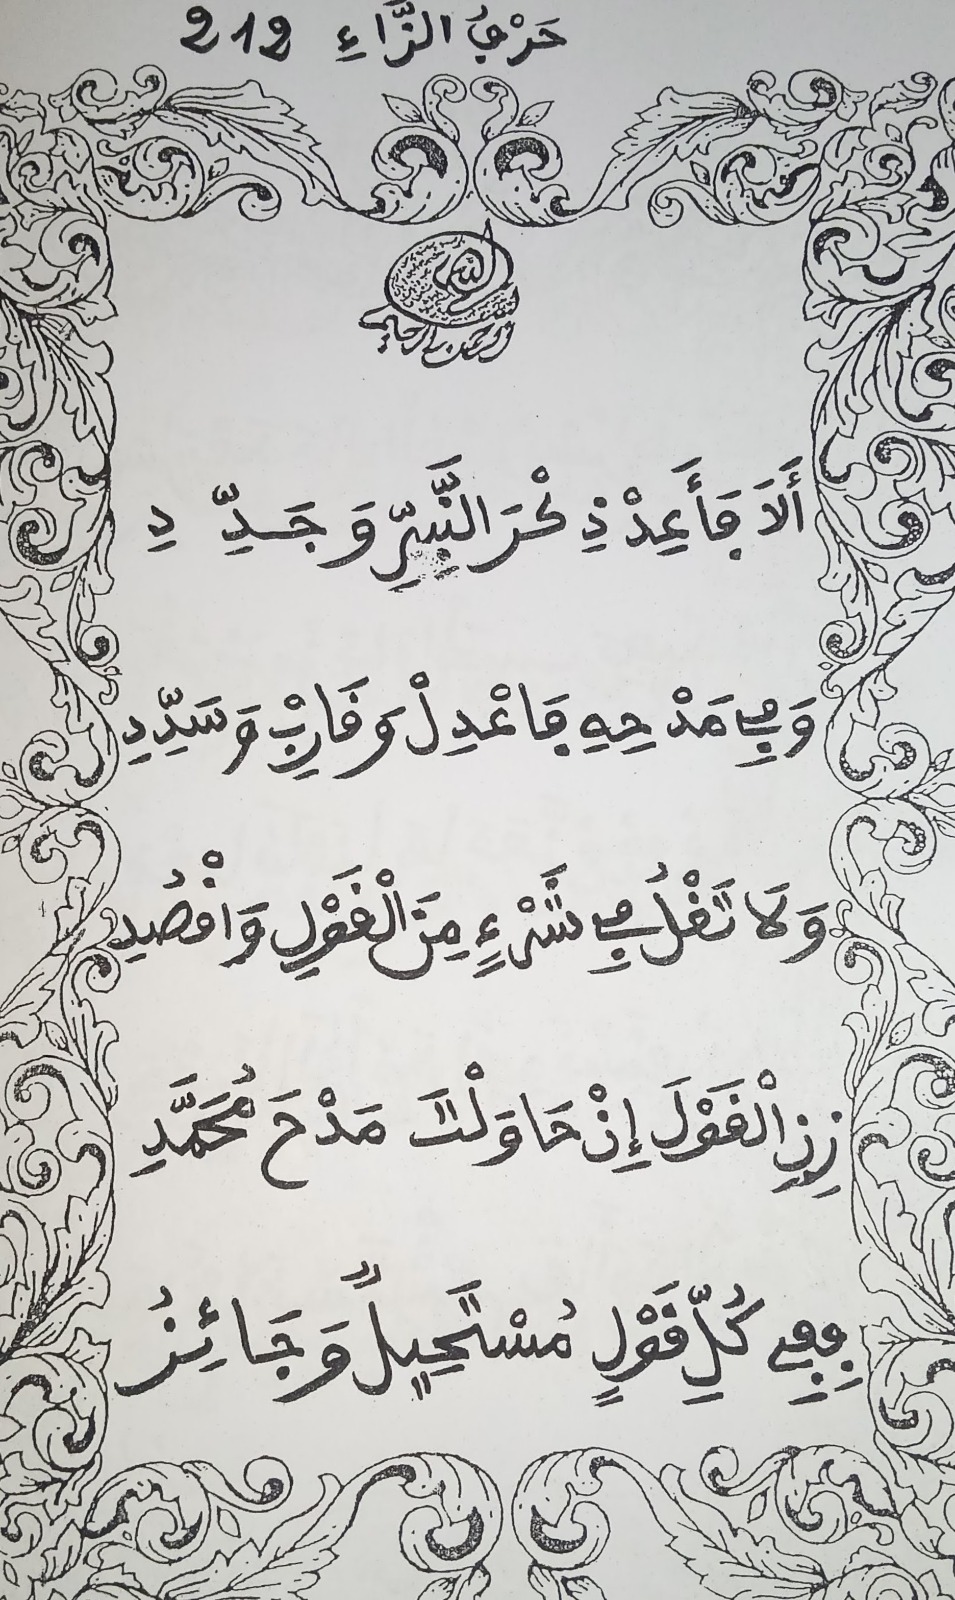 حَرْفُ الزَّاءِ 212
بسم الله الرحمن الرحيم
أَلَا فَأَعِدْ ذِكْرَ النَّبِيِّ وَجَدِّدِ
وَفِي مَدْحِهِ فَاعْدِلْ وَقَارِبْ وَسَدِّدِ
وَلَا تَغْلُ فِي شَيْءٍ مِنَ الْقَوْلِ وَاقْصُدِ
زِنِ الْقَوْلَ إِنْ حَاوَلْتَ مَدْحَ مُحَمَّدِ
فَفِي كُلِّ قَوْلٍ مُسْتَحِيلٌ وَجَائِزُ